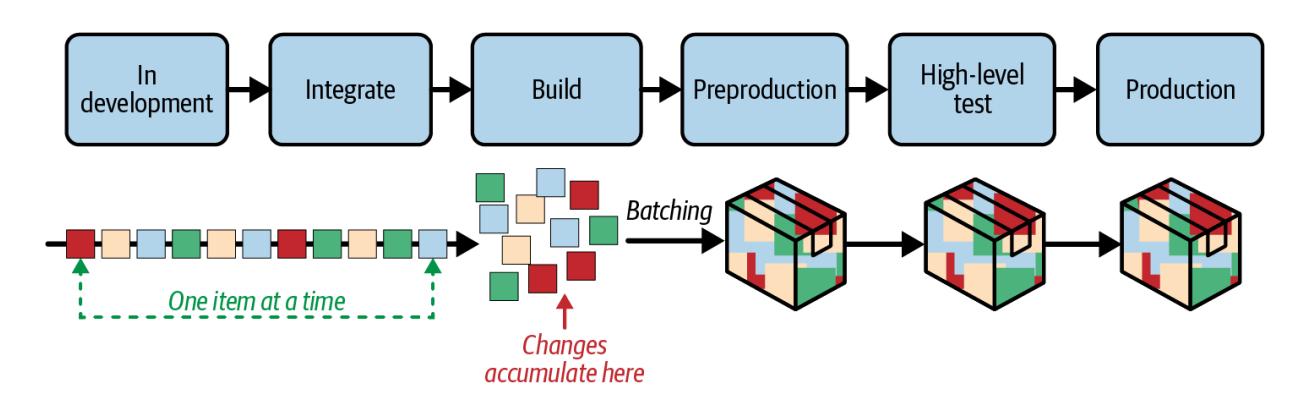 In
development
Integrate
Build
Preproduction
High-level
test
Production
Batching
One item at a time
Changes
accumulate here